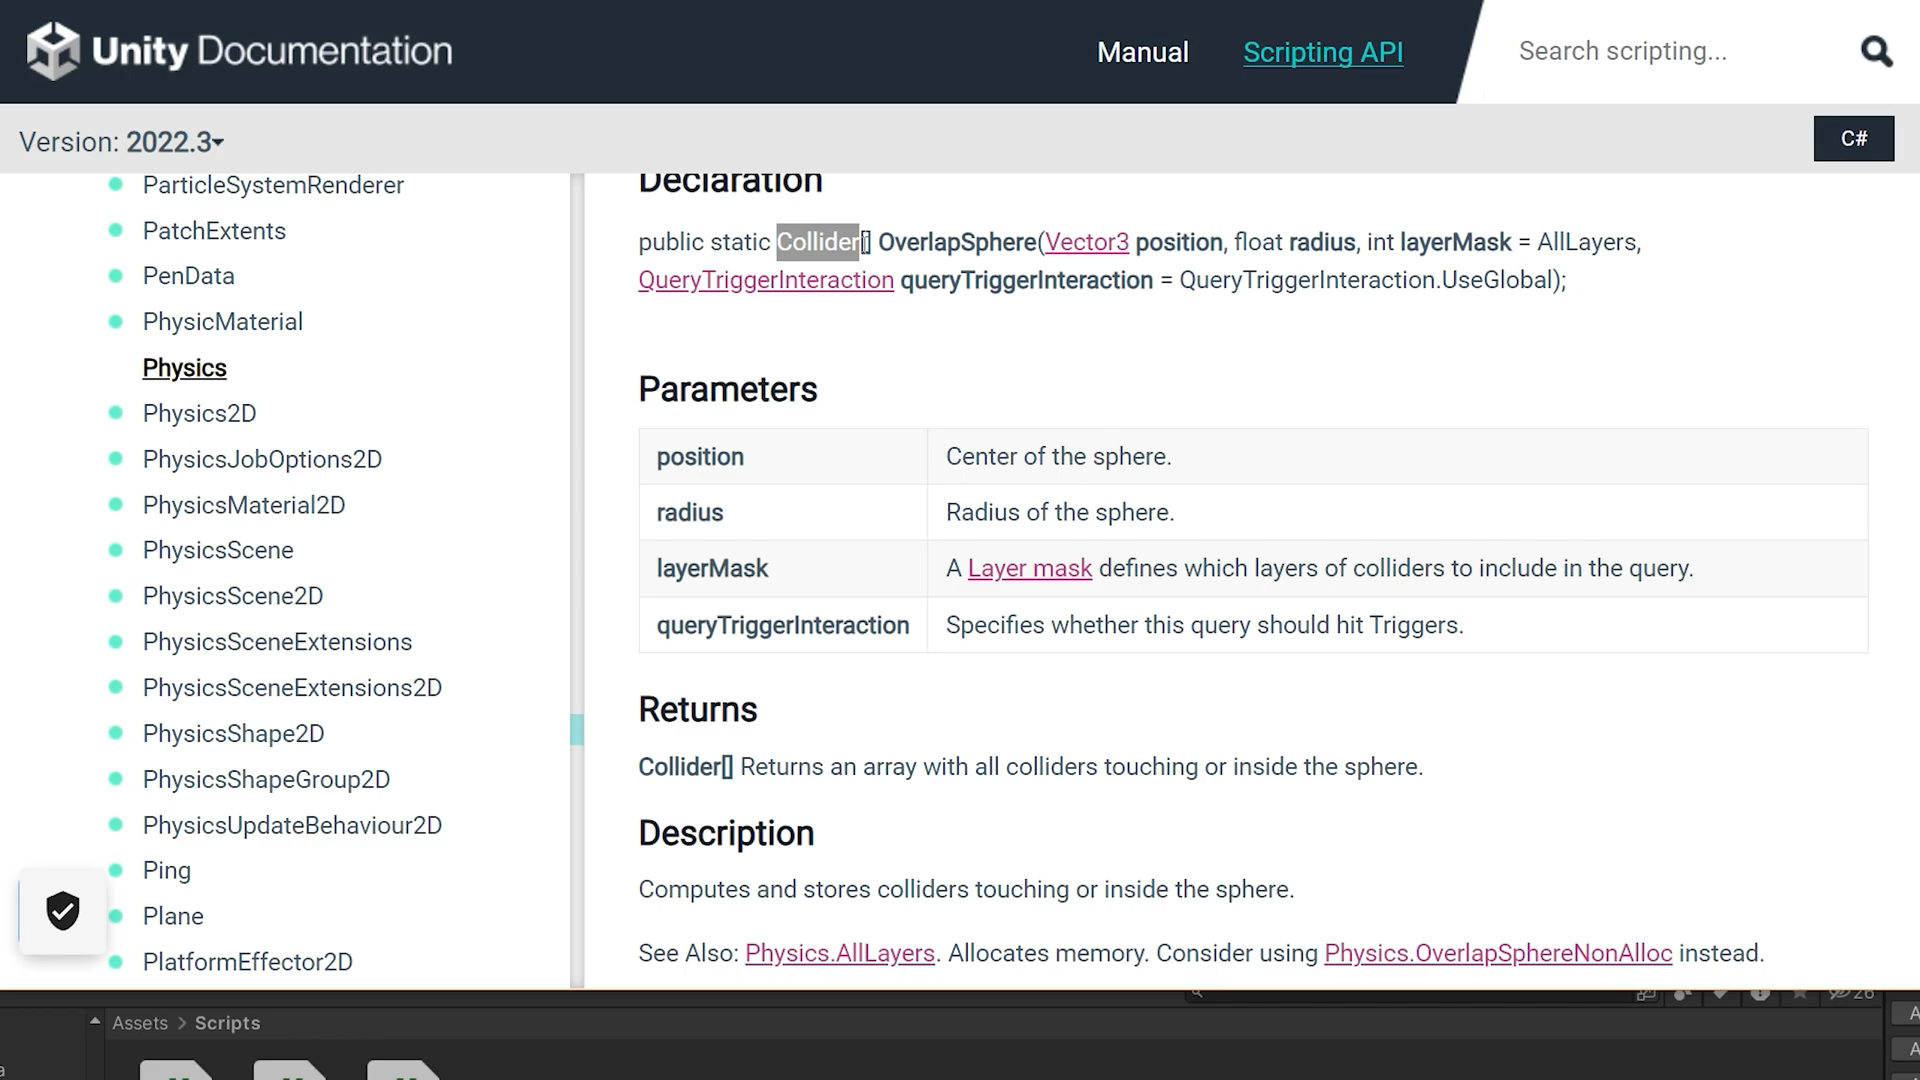 Unity Documentation
Manual
Scripting API
Search scripting...
Version: 2022.3
C#
ParticleSystemRenderer
PatchExtents
PenData
PhysicMaterial
Physics
Physics2D
PhysicsJobOptions2D
PhysicsMaterial2D
PhysicsScene
PhysicsScene2D
PhysicsSceneExtensions
PhysicsSceneExtensions2D
PhysicsShape2D
PhysicsShapeGroup2D
PhysicsUpdateBehaviour2D
Ping
Plane
PlatformEffector2D
Declaration
public static Collider[] OverlapSphere(Vector3 position, float radius, int layerMask = AllLayers,
QueryTriggerInteraction queryTriggerInteraction = QueryTriggerInteraction.UseGlobal);
Parameters
position Center of the sphere.
radius Radius of the sphere.
layerMask A Layer mask defines which layers of colliders to include in the query.
queryTriggerInteraction Specifies whether this query should hit Triggers.
Returns
Collider[] Returns an array with all colliders touching or inside the sphere.
Description
Computes and stores colliders touching or inside the sphere.
See Also: Physics.AllLayers. Allocates memory. Consider using Physics.OverlapSphereNonAlloc instead.
26
Assets > Scripts